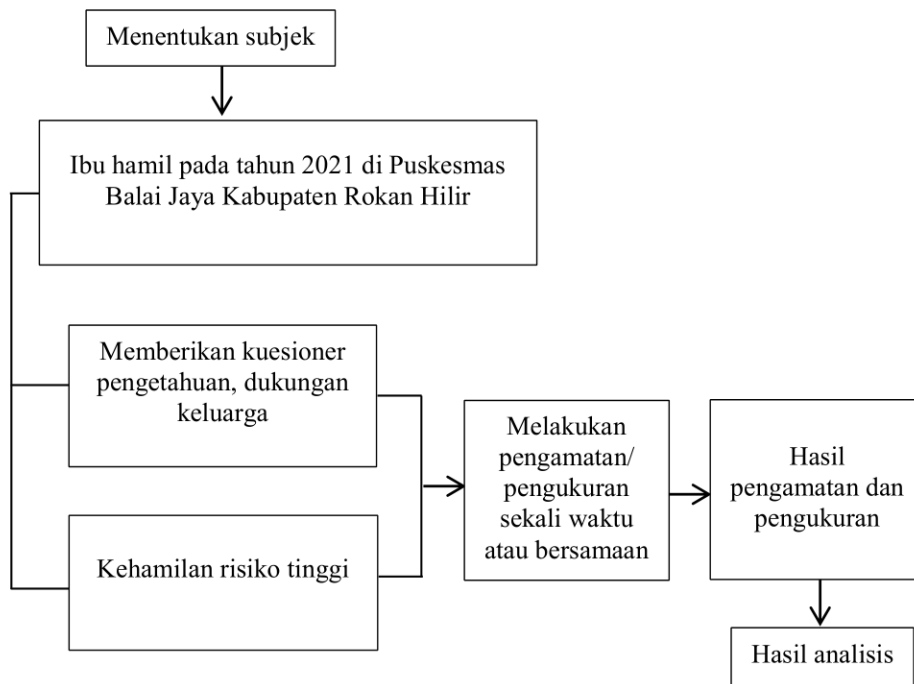 Menentukan subjek
Ibu hamil pada tahun 2021 di Puskesmas
Balai Jaya Kabupaten Rokan Hilir
Memberikan kuesioner
pengetahuan, dukungan
keluarga
Kehamilan risiko tinggi
Melakukan
pengamatan/
pengukuran
sekali waktu
atau bersamaan
Hasil
pengamatan dan
pengukuran
Hasil analisis